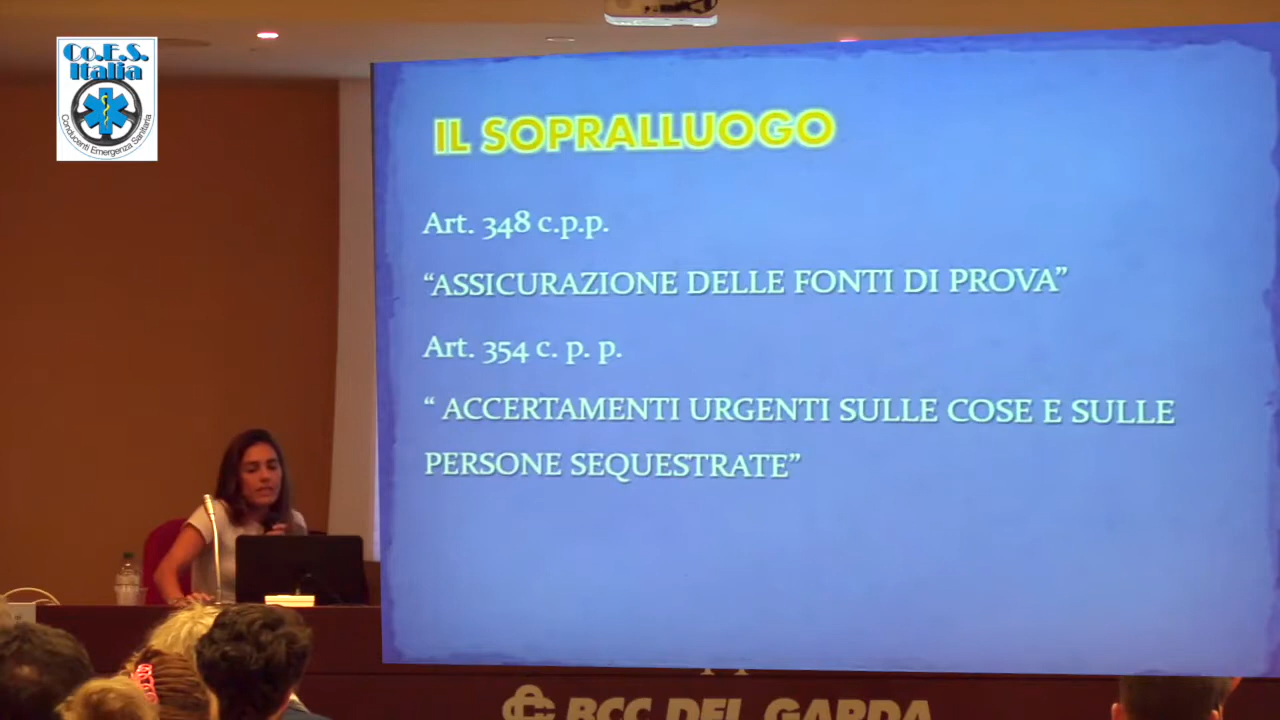 Co.E.S.
Italia
Conducenti Emergenza Sanitaria
IL SOPRALLUOGO
Art. 348 c.p.p.
“ASSICURAZIONE DELLE FONTI DI PROVA”
Art. 354 c. p. p.
“ ACCERTAMENTI URGENTI SULLE COSE E SULLE
PERSONE SEQUESTRATE”
BCC DEL GARDA